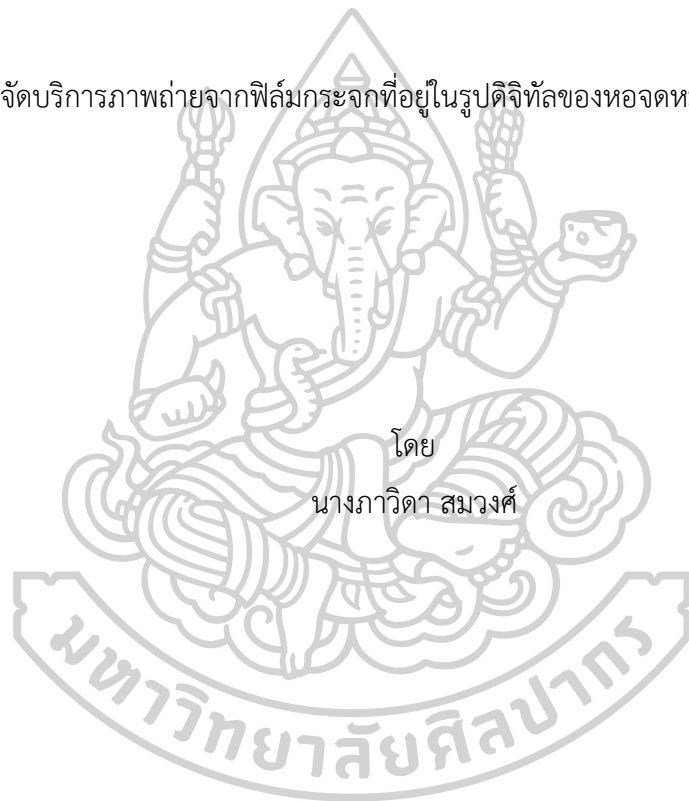 จัดบริการภาพถ่ายจากฟิล์มกระจกที่อยู่ในรูปดิจิทัลของหอจดห
โดย
นางภาวิดา สมวงศ์
มหาวิทยาลัยศิลปากร